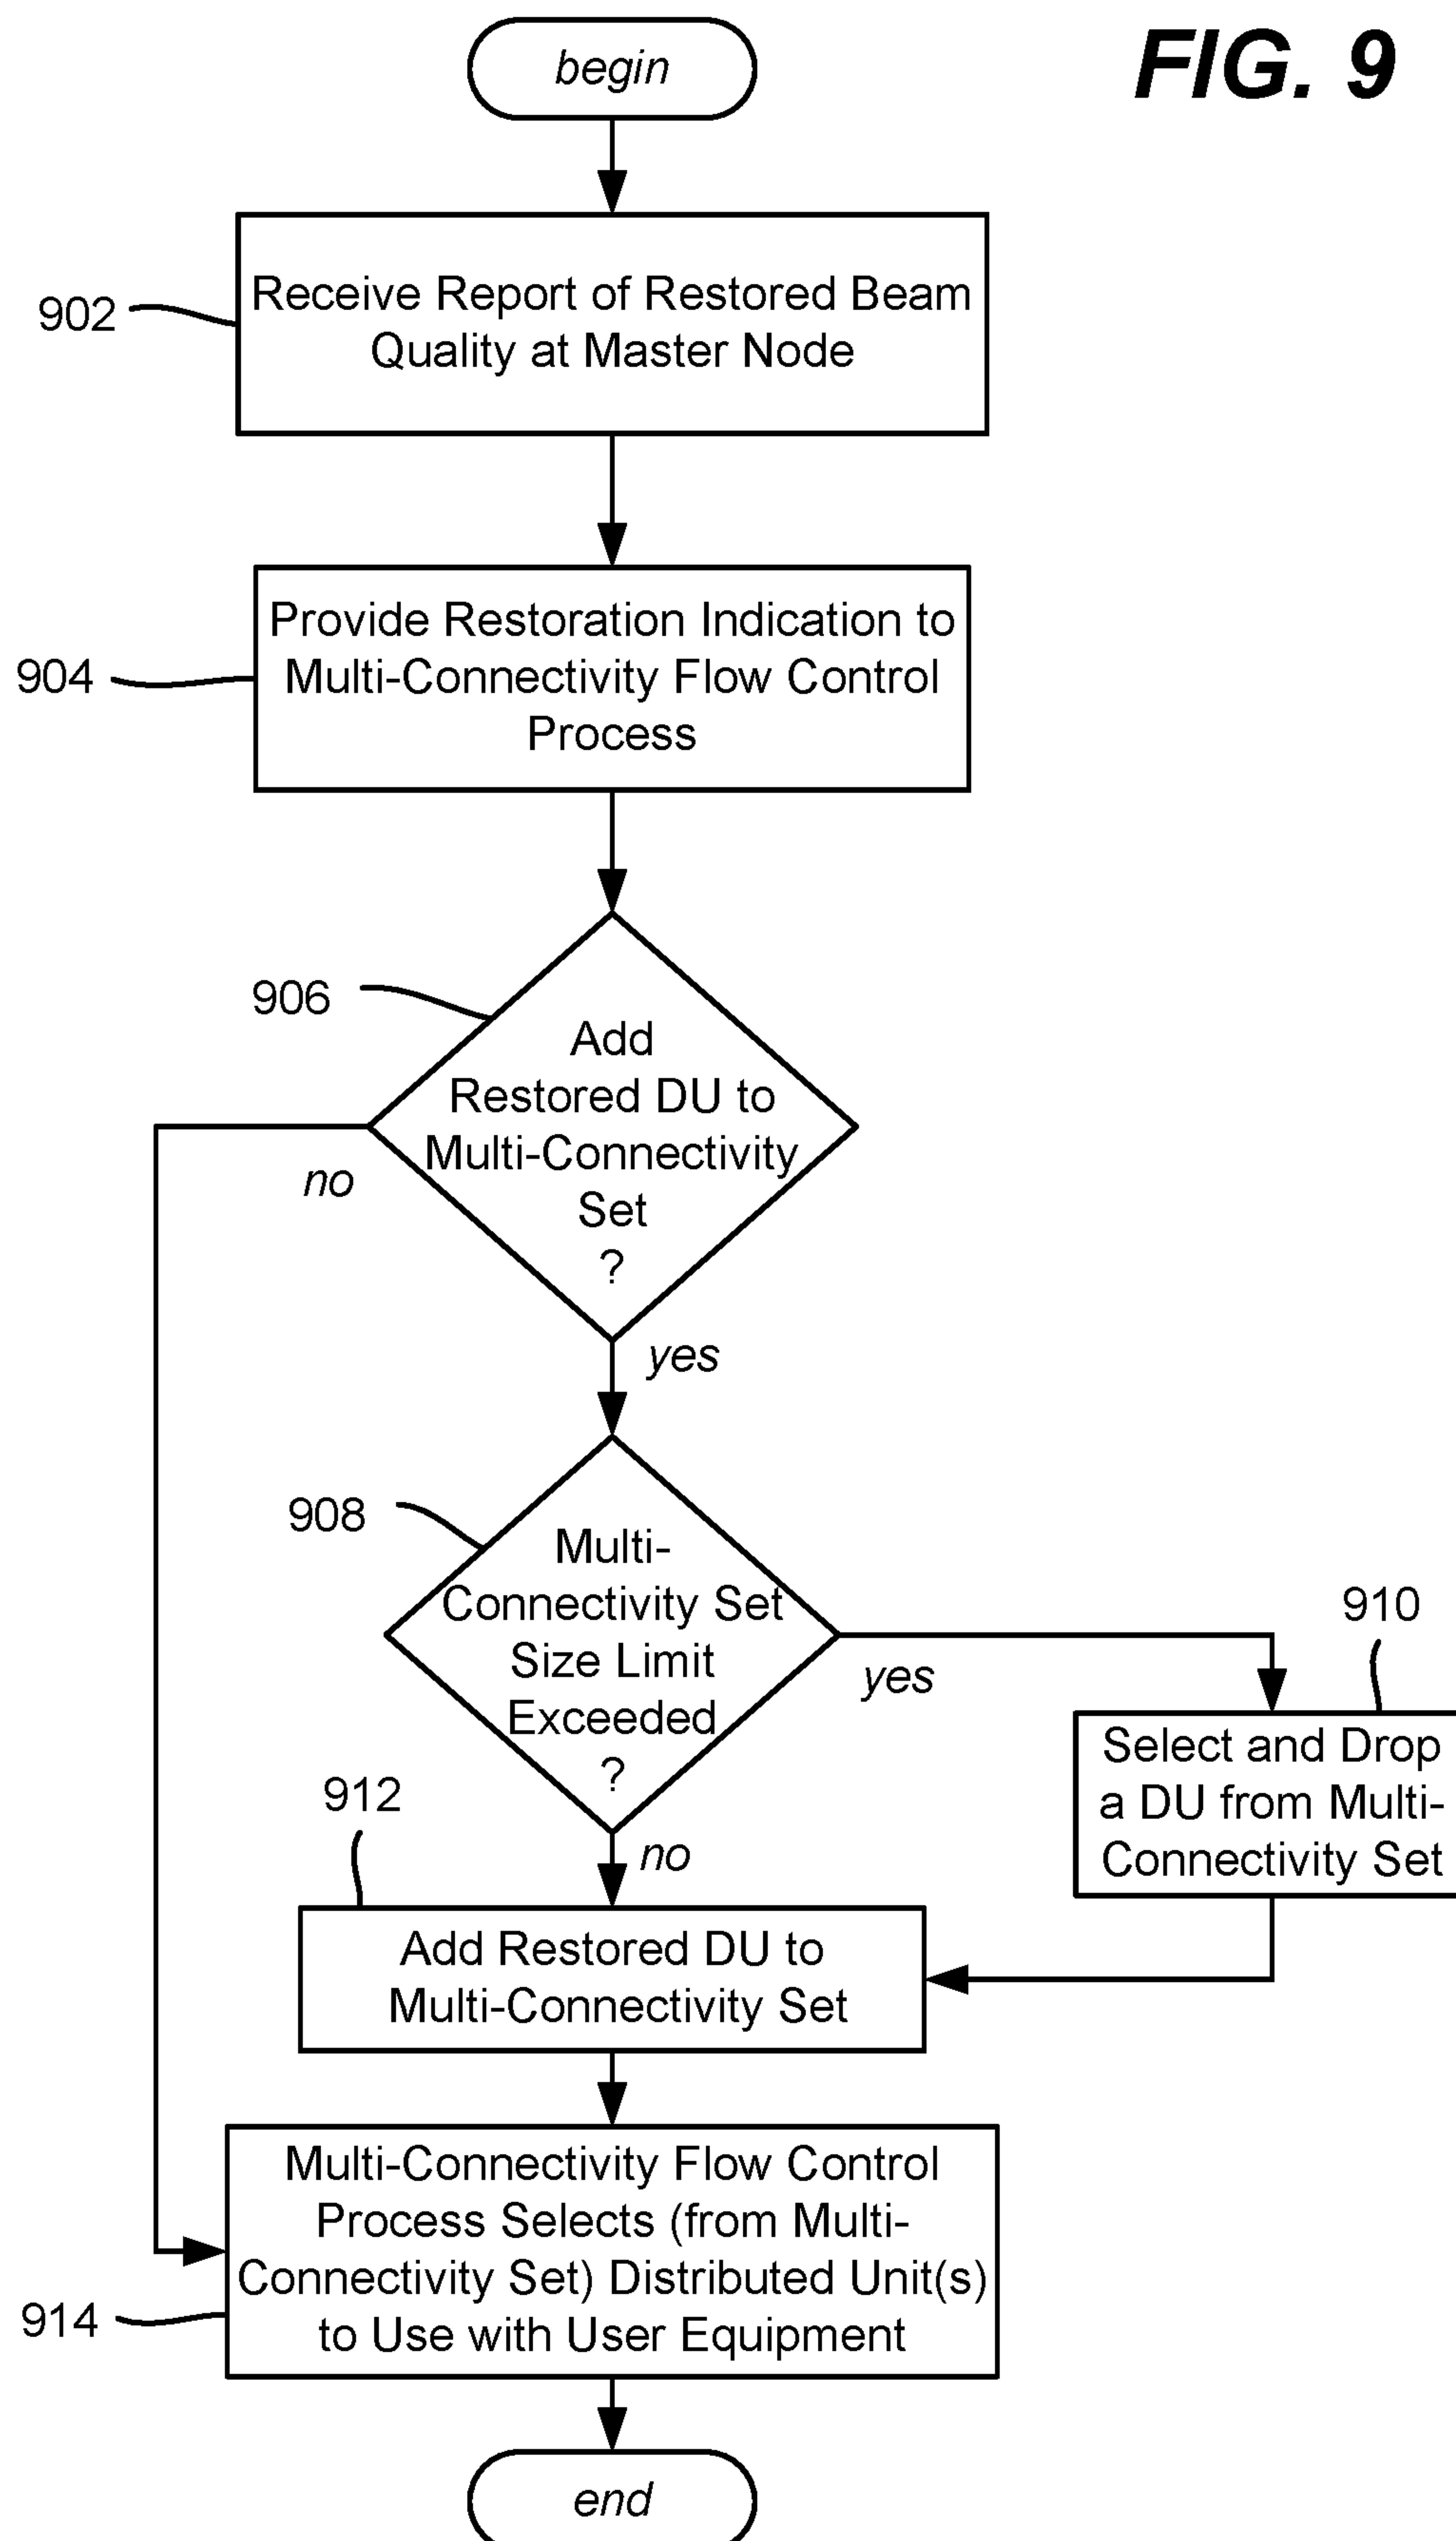 FIG. 9
begin
902
Receive Report of Restored Beam
Quality at Master Node
904
Provide Restoration Indication to
Multi-Connectivity Flow Control
Process
906
Add
Restored DU to
Multi-Connectivity
Set
?
no
yes
908
Multi-
Connectivity Set
Size Limit
Exceeded
?
yes
no
910
Select and Drop
a DU from Multi-
Connectivity Set
912
Add Restored DU to
Multi-Connectivity Set
914
Multi-Connectivity Flow Control
Process Selects (from Multi-
Connectivity Set) Distributed Unit(s)
to Use with User Equipment
end